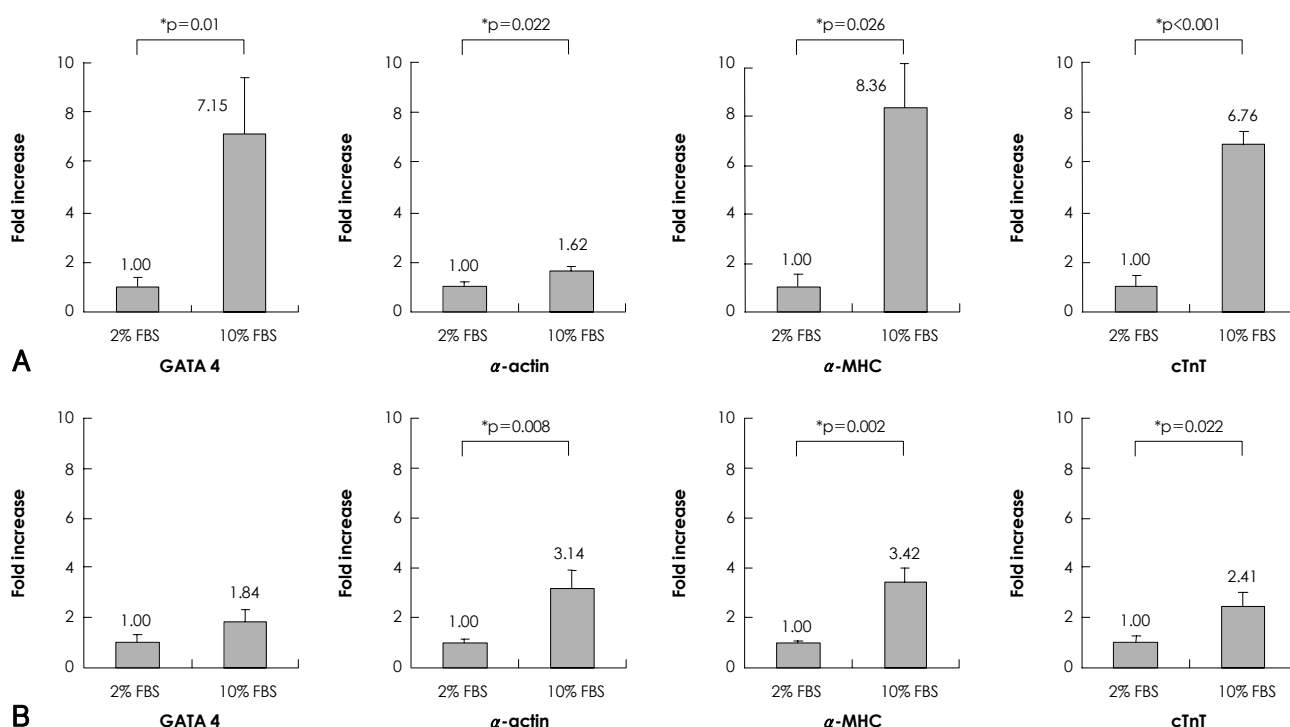 *p=0.01
*p=0.022
*p=0.026
*p<0.001
Fold increase
10
8
6
4
2
0
1.00
7.15
2% FBS
10% FBS
GATA 4
Fold increase
10
8
6
4
2
0
1.00
1.62
2% FBS
10% FBS
α-actin
Fold increase
10
8
6
4
2
0
1.00
8.36
2% FBS
10% FBS
α-MHC
Fold increase
10
8
6
4
2
0
1.00
6.76
2% FBS
10% FBS
cTnT
A
Fold increase
10
8
6
4
2
0
1.00
1.84
2% FBS
10% FBS
GATA 4
*p=0.008
Fold increase
10
8
6
4
2
0
1.00
3.14
2% FBS
10% FBS
α-actin
*p=0.002
Fold increase
10
8
6
4
2
0
1.00
3.42
2% FBS
10% FBS
α-MHC
*p=0.022
Fold increase
10
8
6
4
2
0
1.00
2.41
2% FBS
10% FBS
cTnT
B